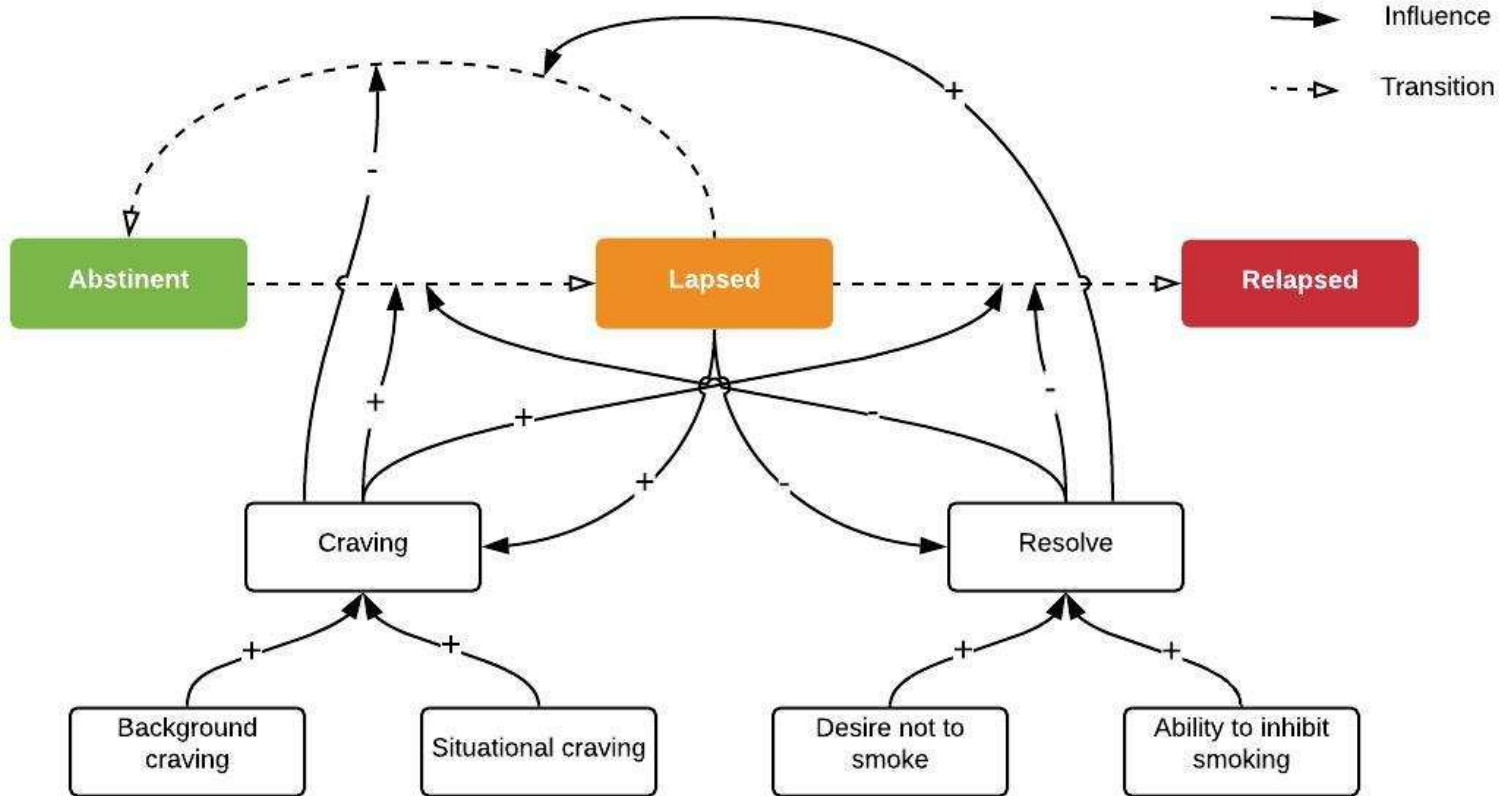 Influence
Transition
+
-
Abstinent
Lapsed
Relapsed
+
+
-
-
+
-
Craving
Resolve
+
+
+
+
Background
craving
Situational craving
Desire not to
smoke
Ability to inhibit
smoking